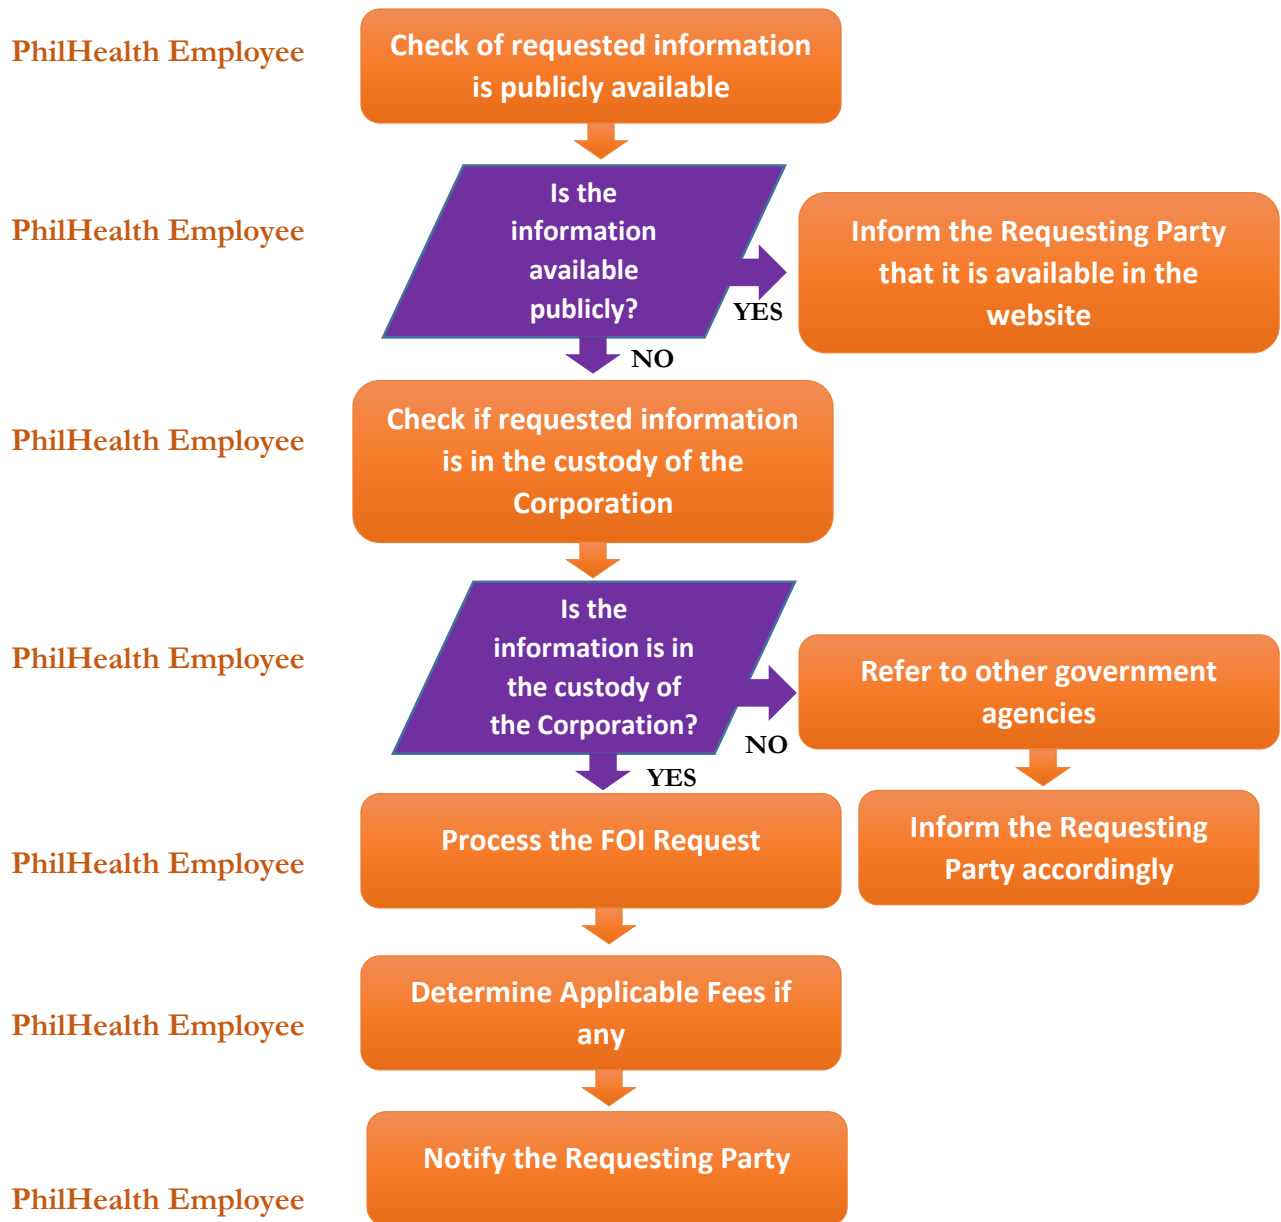 PhilHealth Employee
Check of requested information
is publicly available
PhilHealth Employee
Is the
information
available
publicly?
YES
Inform the Requesting Party
that it is available in the
website
NO
PhilHealth Employee
Check if requested information
is in the custody of the
Corporation
PhilHealth Employee
Is the
information is in
the custody of
the Corporation?
NO
Refer to other government
agencies
YES
Inform the Requesting
Party accordingly
PhilHealth Employee
Process the FOI Request
PhilHealth Employee
Determine Applicable Fees if
any
PhilHealth Employee
Notify the Requesting Party